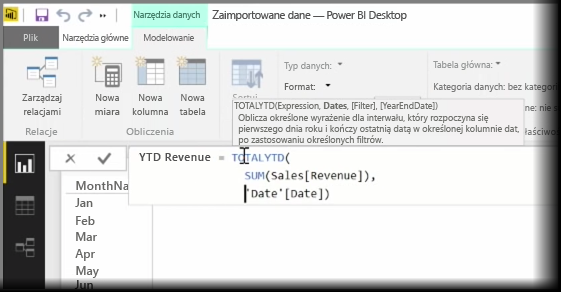 Narzędzia danych
Zaimportowane dane — Power BI Desktop
Plik
Narzędzia główne
Modelowanie
Zarządzaj
relacjami
Nowa
miara
Nowa
kolumna
Nowa
tabela
Typ danych:
Format:
Tabela główna:
Kategoria danych: bez katego
Relacje
Obliczenia
TOTALYTD(Expression, Dates, [Filter], [YearEndDate])
Oblicza określone wyrażenie dla interwału, który rozpoczyna się
pierwszego dnia roku i kończy ostatnią datą w określonej kolumnie dat,
po zastosowaniu określonych filtrów.
YTD Revenue = TOTALYTD(
SUM(Sales[Revenue]),
'Date'[Date])
MonthNa
Jan
Feb
Mar
Apr
May
Jun